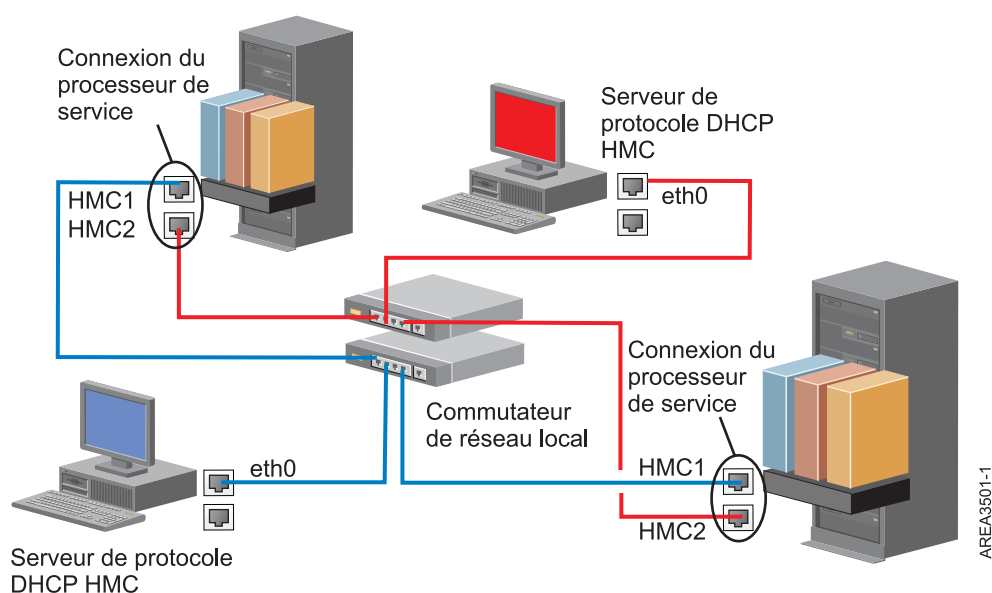 Connexion du
processeur de
service
HMC1
HMC2
Serveur de
protocole DHCP
HMC
eth0
Connexion du
processeur
de service
Commutateur
de réseau local
HMC1
HMC2
eth0
Serveur de protocole
DHCP HMC
AREA3501-1